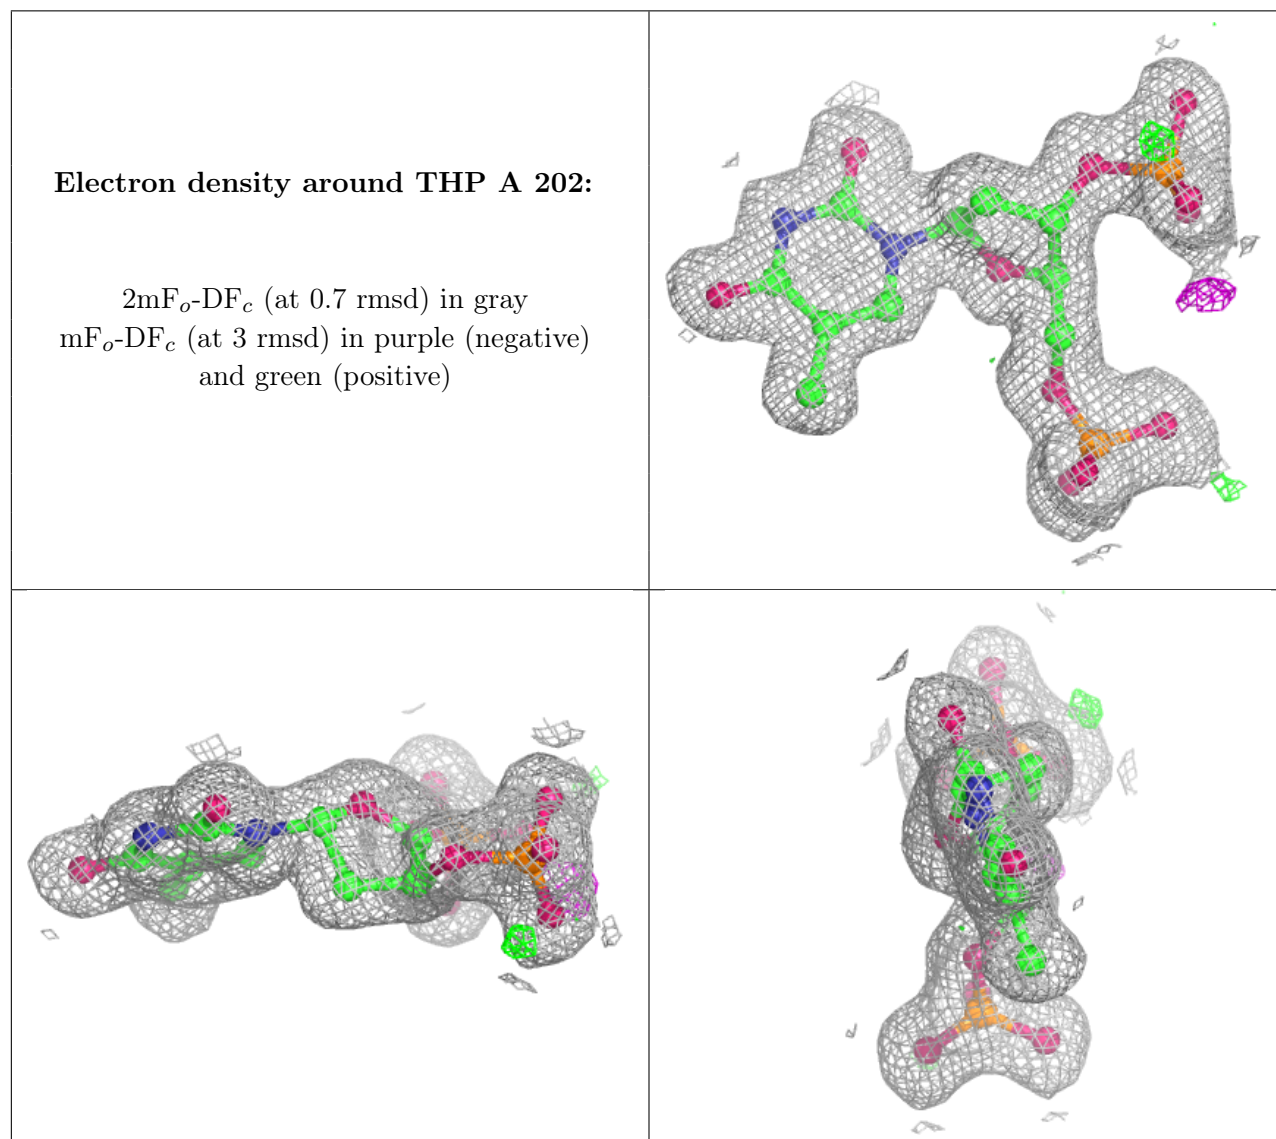 Electron density around THP A 202:
2mFₒ-DF𝒸 (at 0.7 rmsd) in gray
mFₒ-DF𝒸 (at 3 rmsd) in purple (negative)
and green (positive)